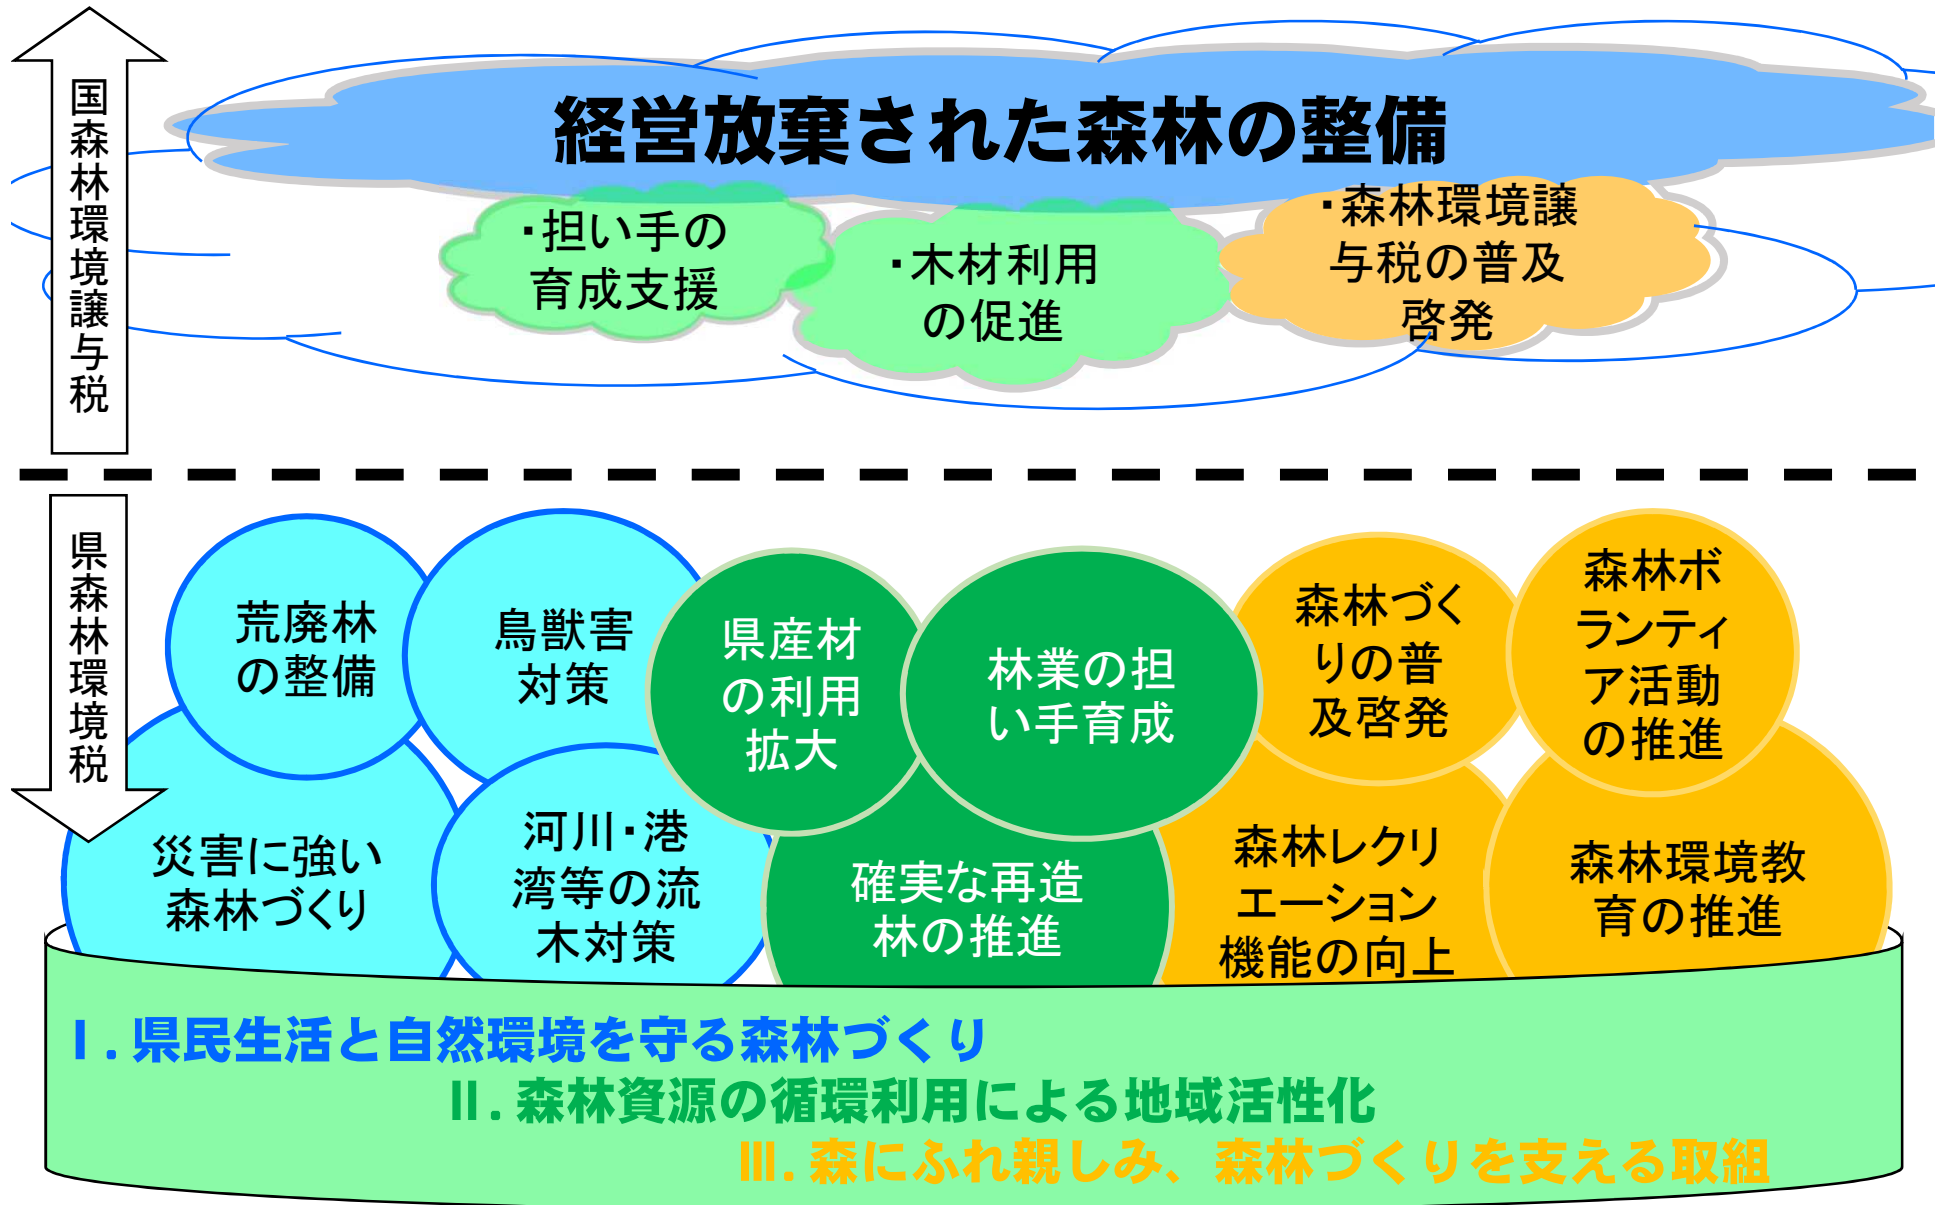 国森林環境譲与税
経営放棄された森林の整備
・担い手の
育成支援
・木材利用
の促進
・森林環境譲
与税の普及
啓発
県森林環境税
荒廃林
の整備
鳥獣害
対策
県産材
の利用
拡大
林業の担
い手育成
森林づく
りの普
及啓発
森林ボ
ランティ
ア活動
の推進
災害に強い
森林づくり
河川・港
湾等の流
木対策
確実な再造
林の推進
森林レクリ
エーション
機能の向上
森林環境教
育の推進
Ⅰ.県民生活と自然環境を守る森林づくり
Ⅱ.森林資源の循環利用による地域活性化
Ⅲ.森にふれ親しみ、森林づくりを支える取組